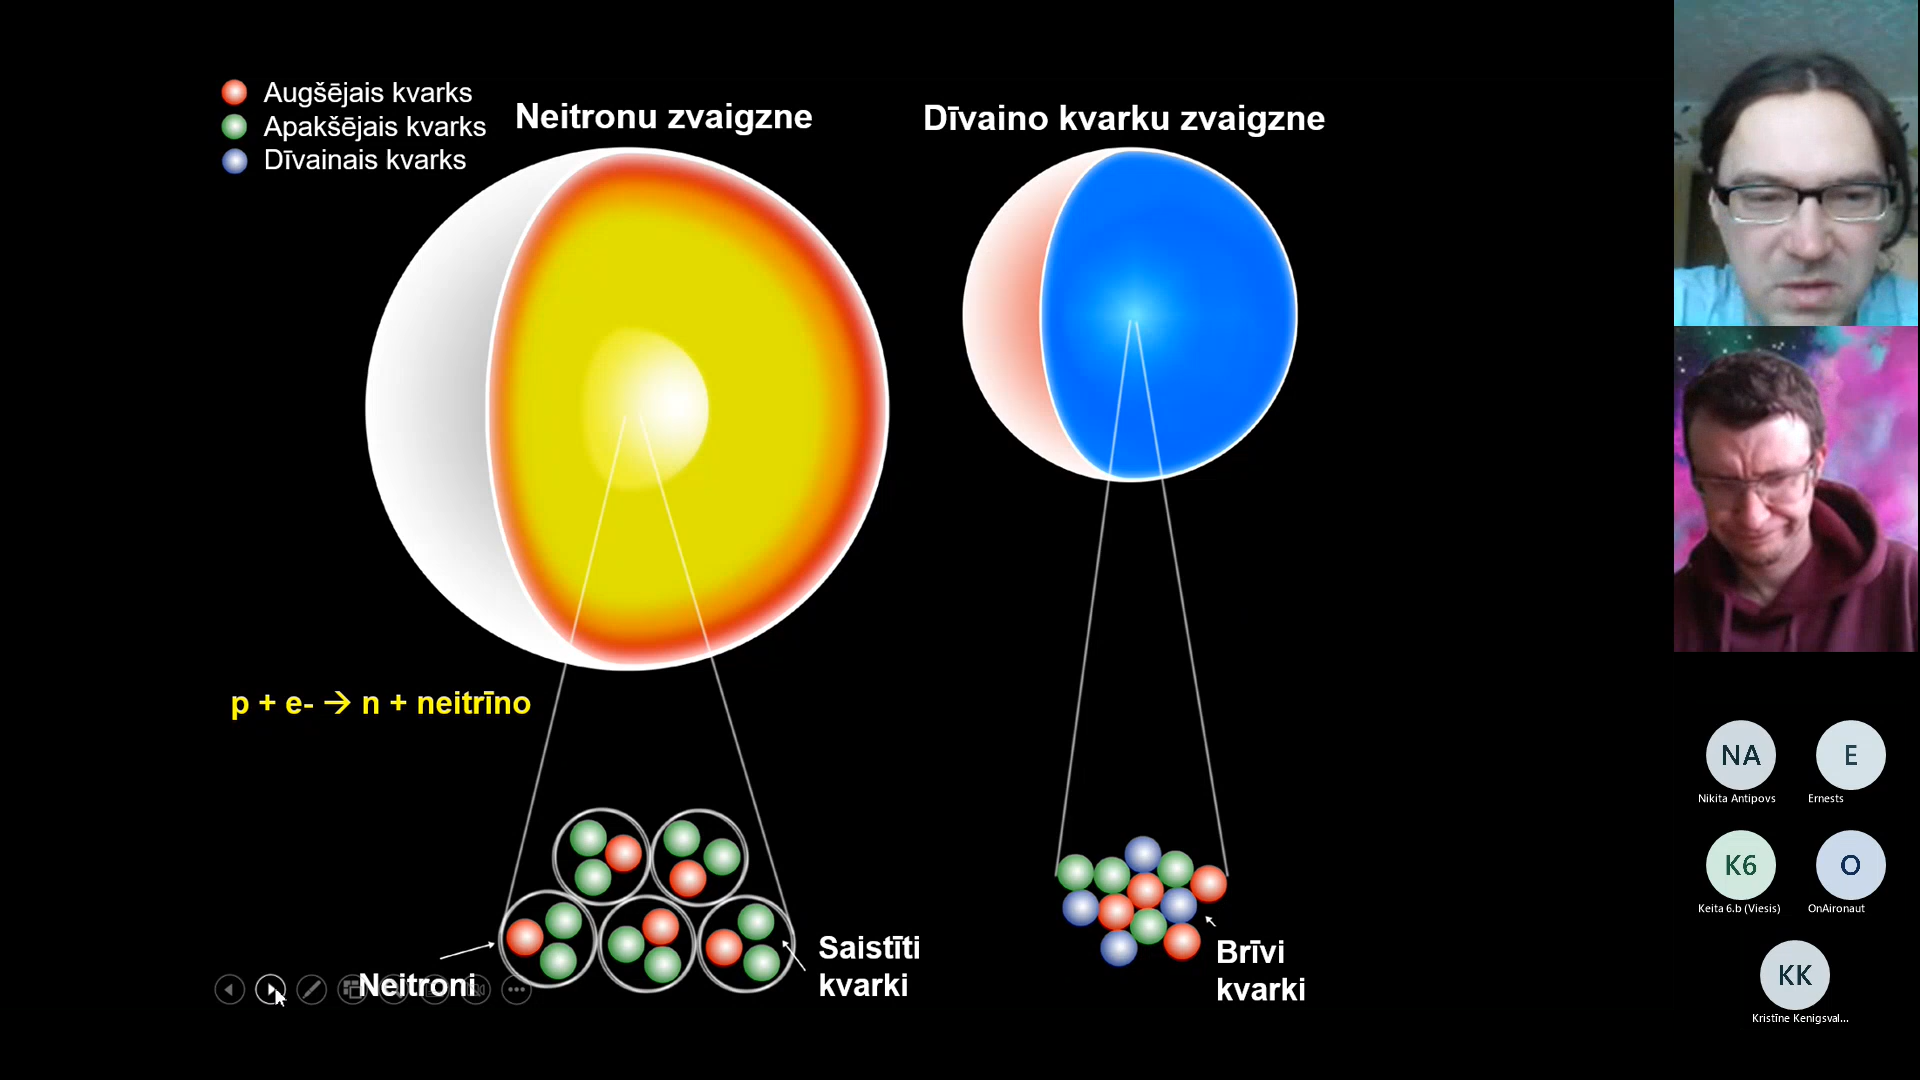 Augšējais kvarks
Apakšējais kvarks
Dīvainais kvarks
Neitronu zvaigzne
Dīvaino kvarku zvaigzne
p + e- → n + neitrīno
Neitroni
Saistīti
kvarki
Brīvi
kvarki
NA
Nikita Antipovs
E
Ernests
K6
Keita 6.b (Viesis)
O
OnAironaut
KK
Kristīne Kenigsval...